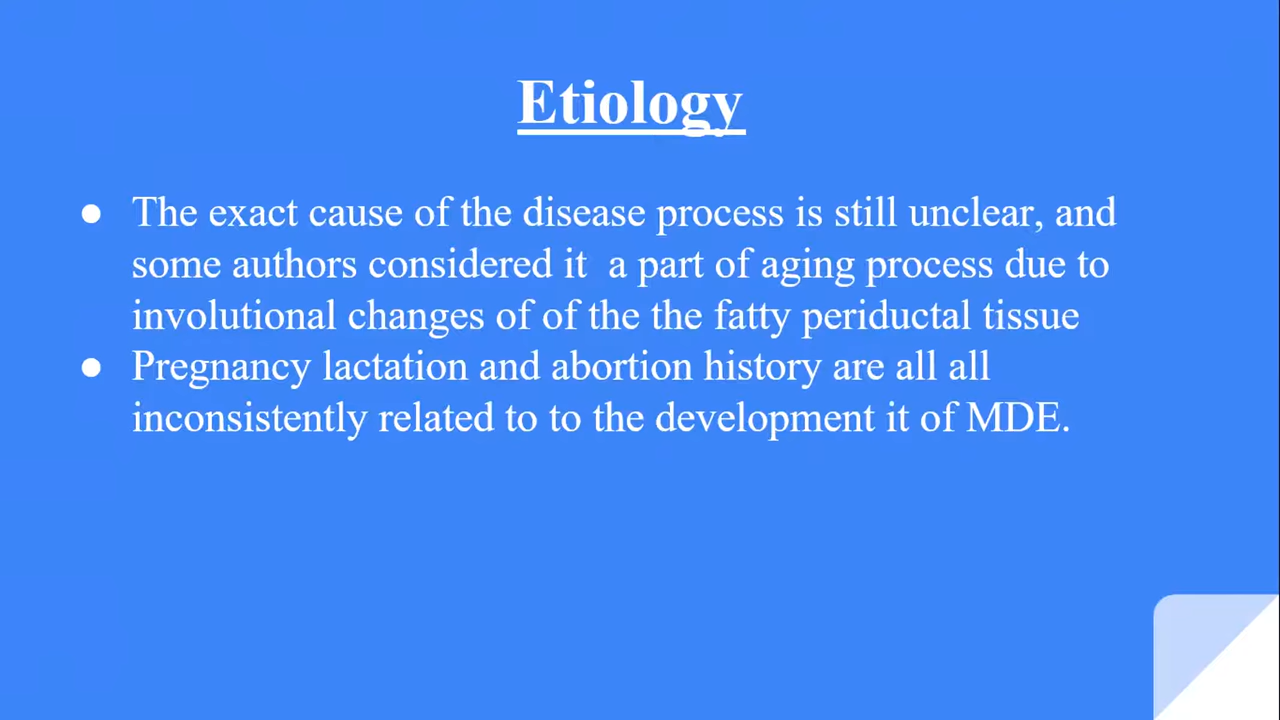 Etiology
● The exact cause of the disease process is still unclear, and
some authors considered it  a part of aging process due to
involutional changes of of the the fatty periductal tissue
● Pregnancy lactation and abortion history are all all
inconsistently related to to the development it of MDE.